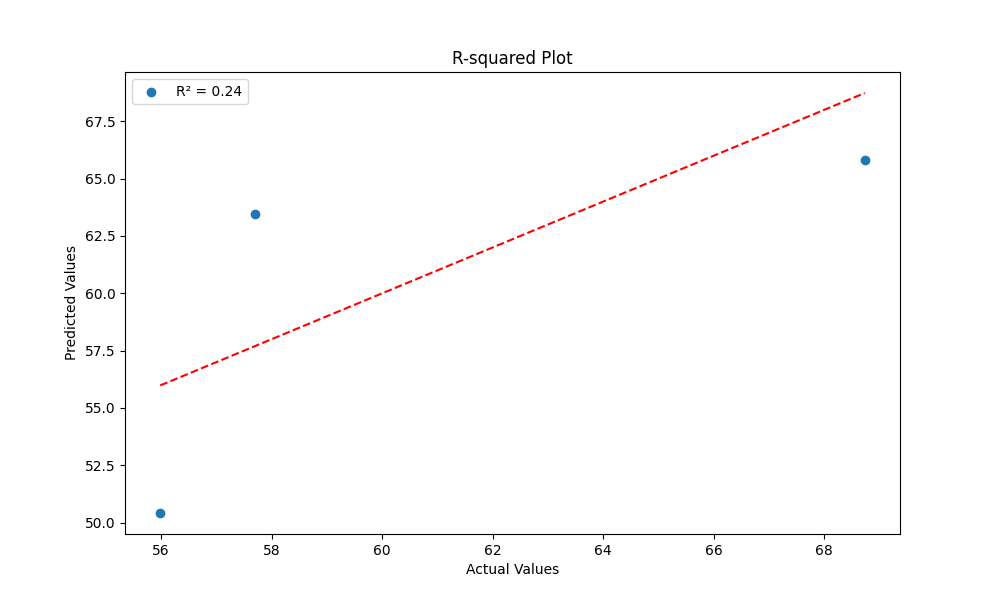 R-squared Plot
R² = 0.24
67.5
65.0
62.5
60.0
57.5
55.0
52.5
50.0
Predicted Values
56 58 60 62 64 66 68
Actual Values